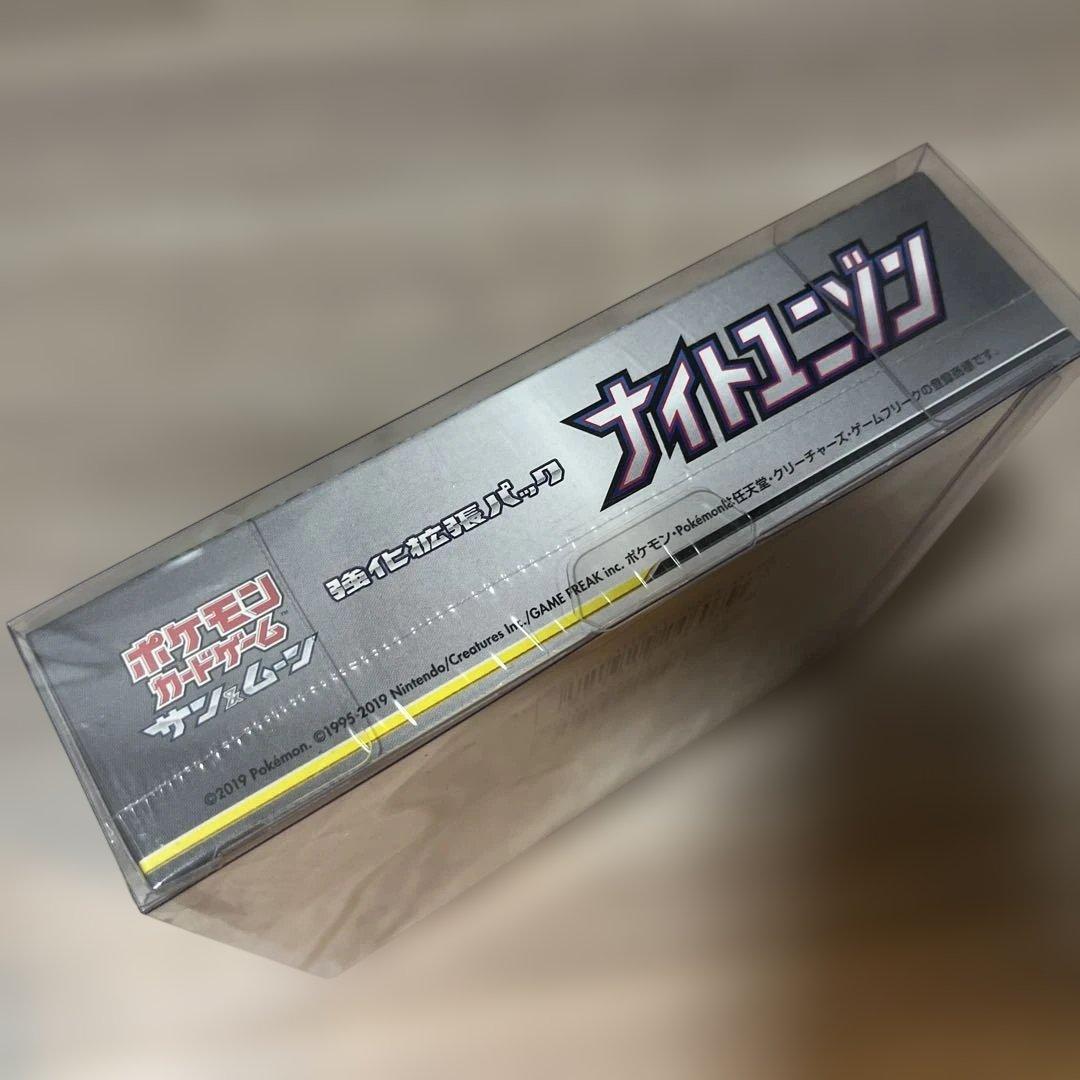 ポケモン
カードゲーム
サン&ムーン
強化拡張パック
ナイトユニゾン
©2019 Pokémon. ©1995-2019 Nintendo/Creatures Inc./GAME FREAK inc. ポケモン・Pokémonは任天堂・クリーチャーズ・ゲームフリークの登録商標です。